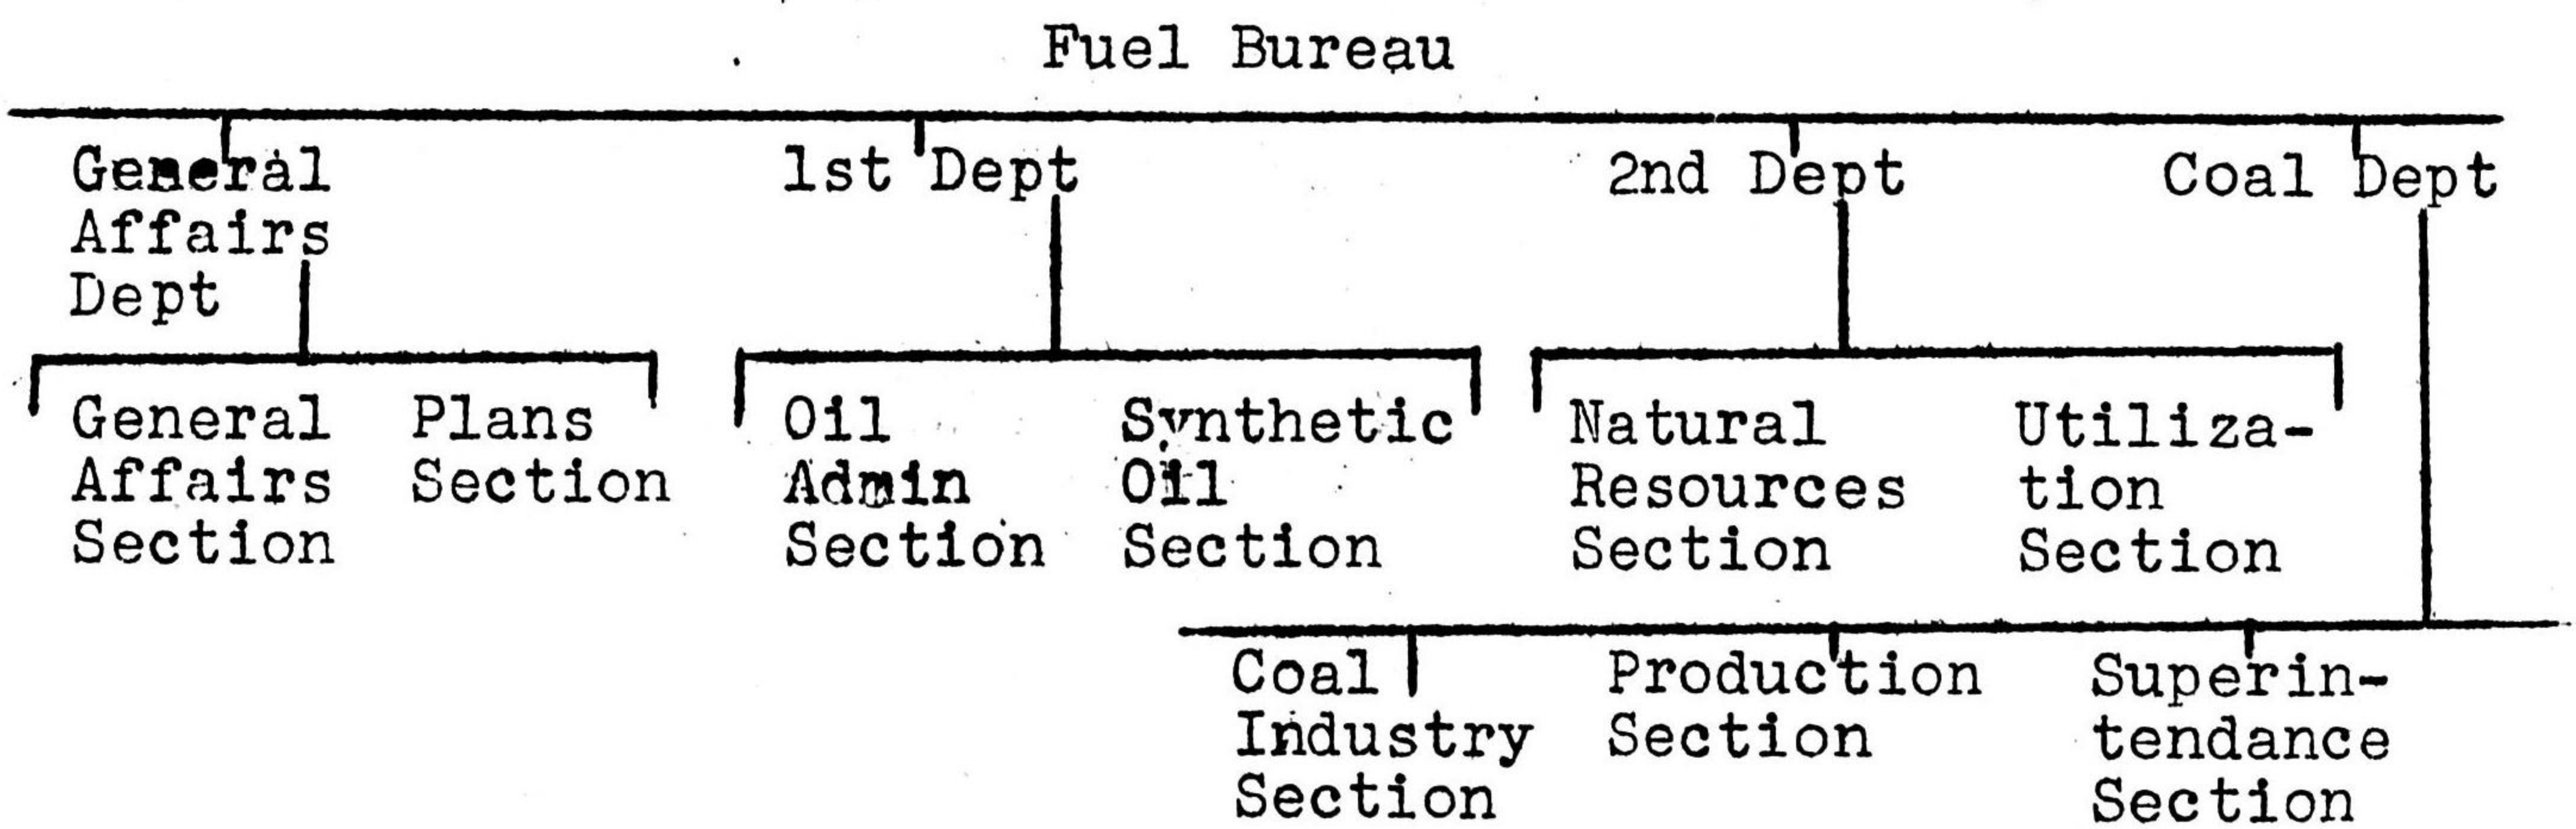 Fuel Bureau
General
Affairs
Dept
1st Dept
2nd Dept
Coal Dept
General
Affairs
Section
Plans
Section
Oil
Admin
Section
Synthetic
Oil
Section
Natural
Resources
Section
Utiliza-
tion
Section
Coal
Industry
Section
Production
Section
Superin-
tendance
Section